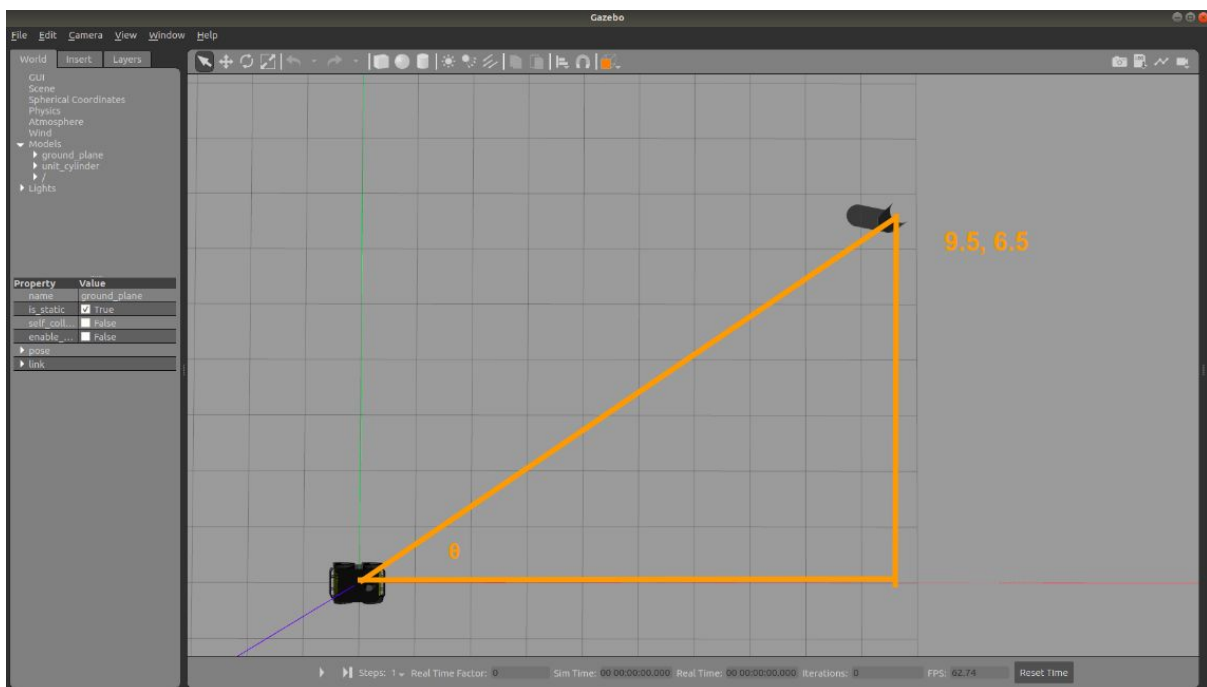 Gazebo
File Edit Camera View Window Help
World Insert Layers
GUI
Scene
Spherical Coordinates
Physics
Atmosphere
Wind
Models
ground_plane
unit_cylinder
/
Lights
Property Value
name ground_plane
is_static True
self_coll... False
enable_... False
pose
link
9.5, 6.5
θ
Steps: 1 Real Time Factor: 0 Sim Time: 00 00:00:00.000 Real Time: 00 00:00:00.000 Iterations: 0 FPS: 62.74 Reset Time